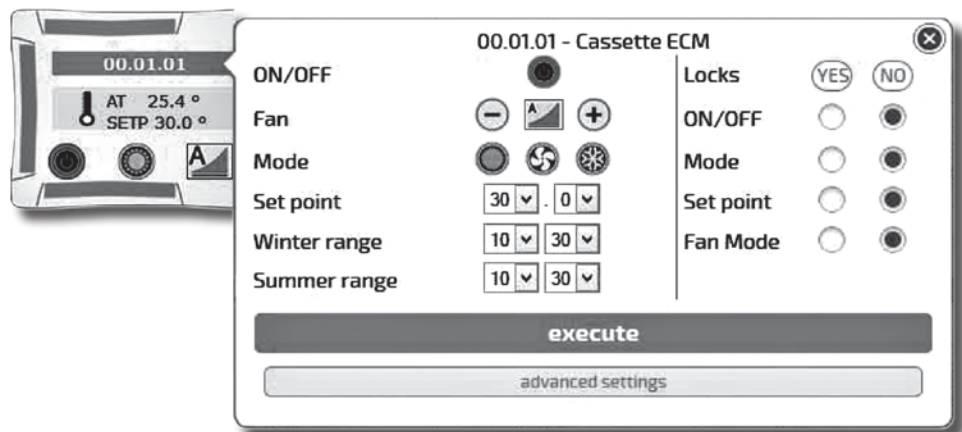 00.01.01
AT 25.4 °
SETP 30.0 °
A
00.01.01 - Cassette ECM
ON/OFF
Fan
A
Mode
Set point 30 . 0
Winter range 10 30
Summer range 10 30
Locks YES NO
ON/OFF
Mode
Set point
Fan Mode
execute
advanced settings